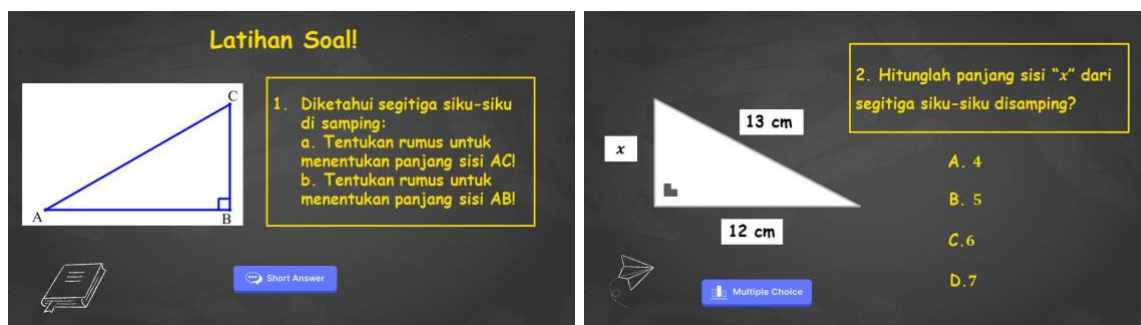 Latihan Soal!
C
A
B
1. Diketahui segitiga siku-siku
di samping:
a. Tentukan rumus untuk
menentukan panjang sisi AC!
b. Tentukan rumus untuk
menentukan panjang sisi AB!
Short Answer
2. Hitunglah panjang sisi “x” dari
segitiga siku-siku disamping?
13 cm
x
12 cm
A. 4
B. 5
C.6
D.7
Multiple Choice